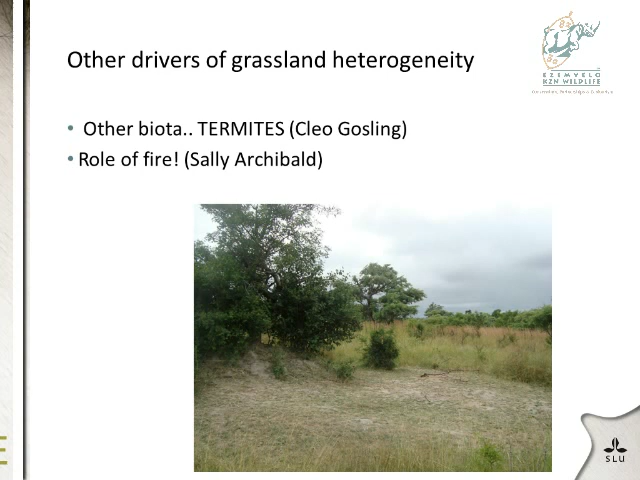 Other drivers of grassland heterogeneity
EZEMVELO
KZN WILDLIFE
• Other biota.. TERMITES (Cleo Gosling)
• Role of fire! (Sally Archibald)
SLU